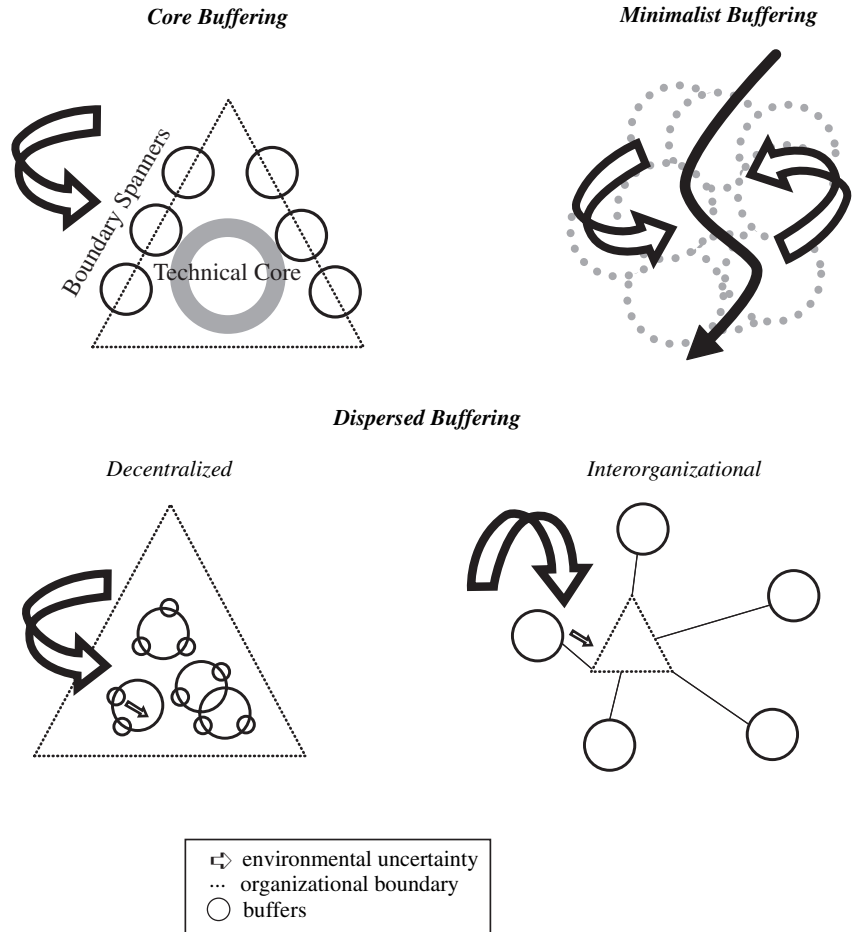 Core Buffering
Minimalist Buffering
Boundary Spanners
Technical Core
Dispersed Buffering
Decentralized
Interorganizational
environmental uncertainty
organizational boundary
buffers